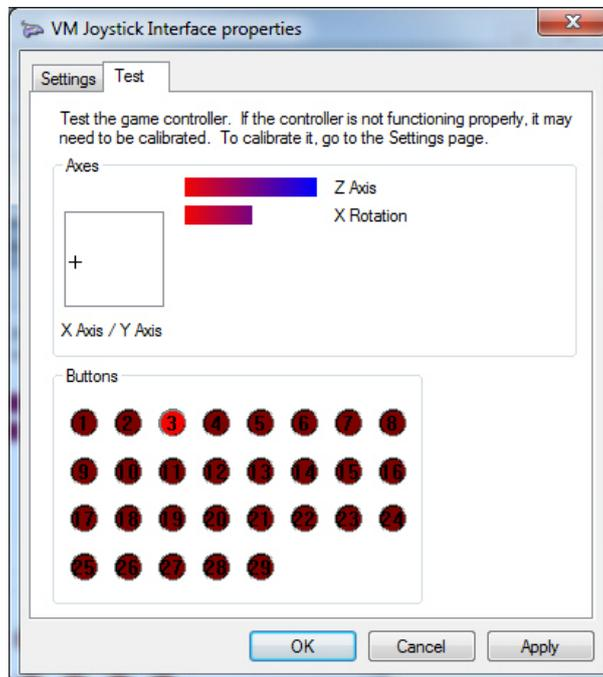 VM Joystick Interface properties
Settings Test
Test the game controller. If the controller is not functioning properly, it may
need to be calibrated. To calibrate it, go to the Settings page.
Axes
Z Axis
X Rotation
X Axis / Y Axis
Buttons
1 2 3 4 5 6 7 8
9 10 11 12 13 14 15 16
17 18 19 20 21 22 23 24
25 26 27 28 29
OK Cancel Apply